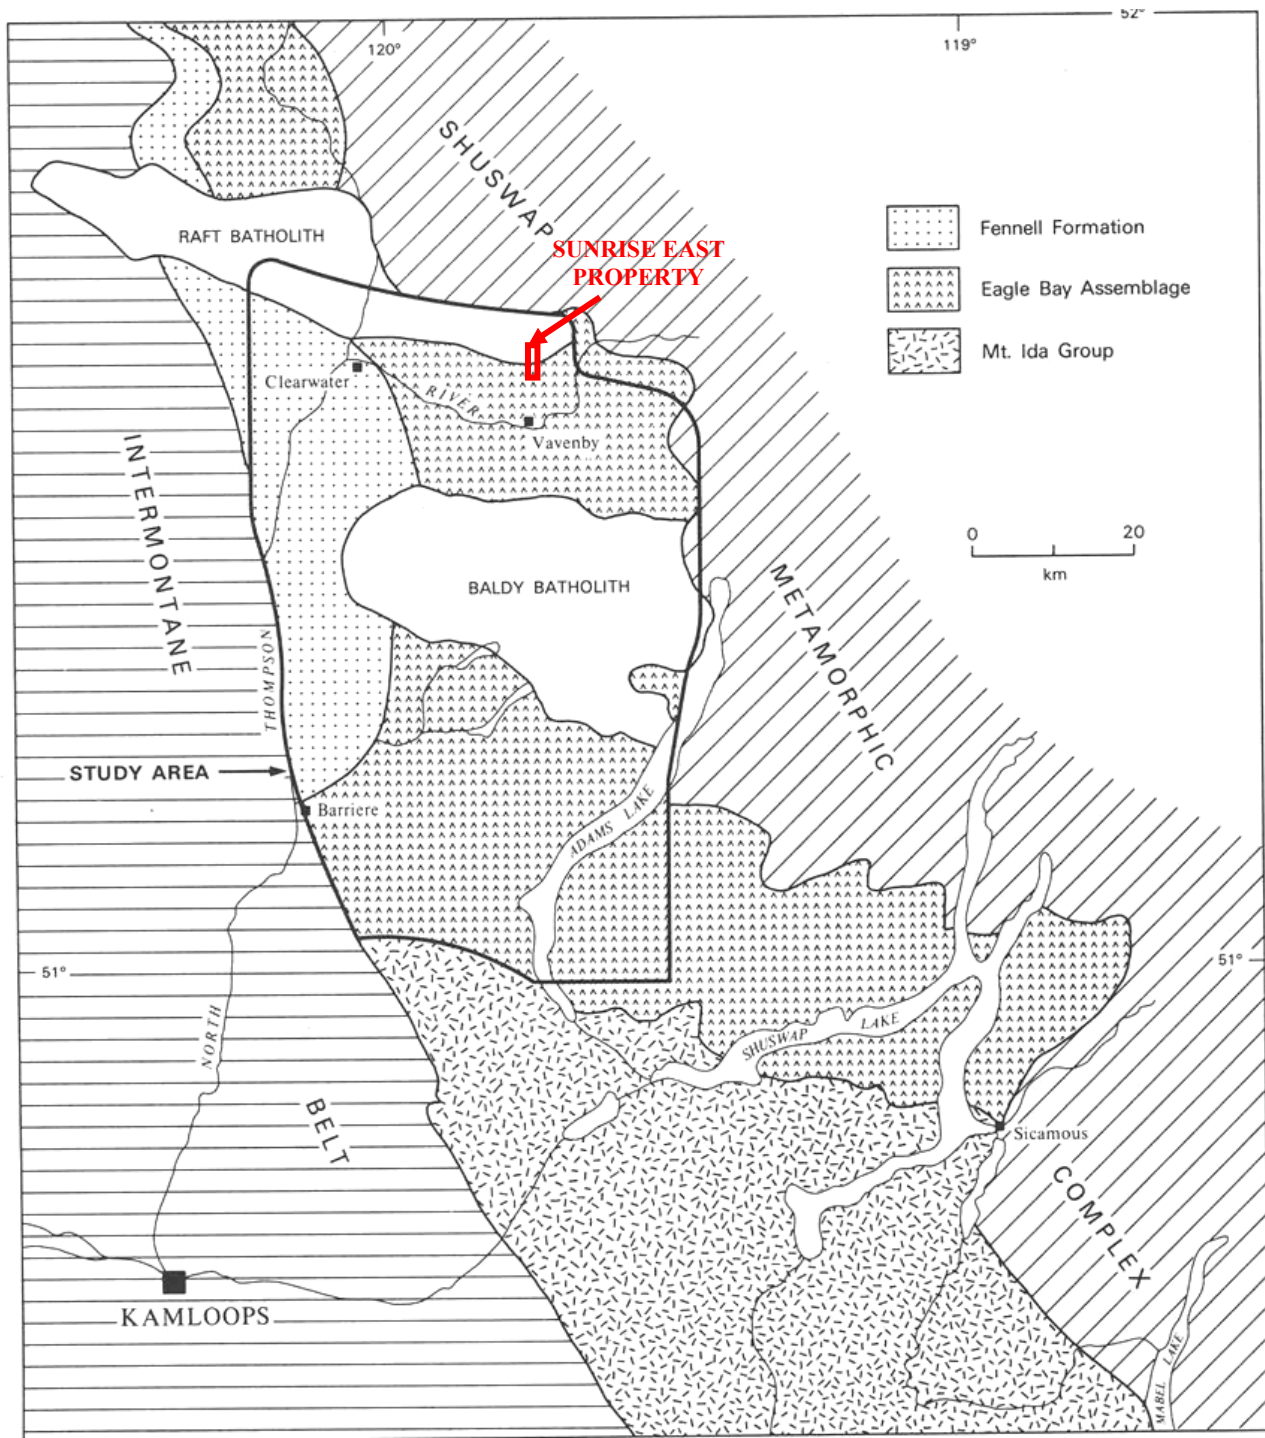 52°
120°
119°
SHUSWAP
RAFT BATHOLITH
SUNRISE EAST
PROPERTY
Fennell Formation
Eagle Bay Assemblage
Mt. Ida Group
Clearwater
RIVER
Vavenby
INTERMONTANE
0 20
km
BALDY BATHOLITH
METAMORPHIC
THOMPSON
STUDY AREA
Barriere
ADAMS LAKE
51°
51°
NORTH
SHUSWAP LAKE
BELT
Sicamous
COMPLEX
KAMLOOPS
MABEL LAKE